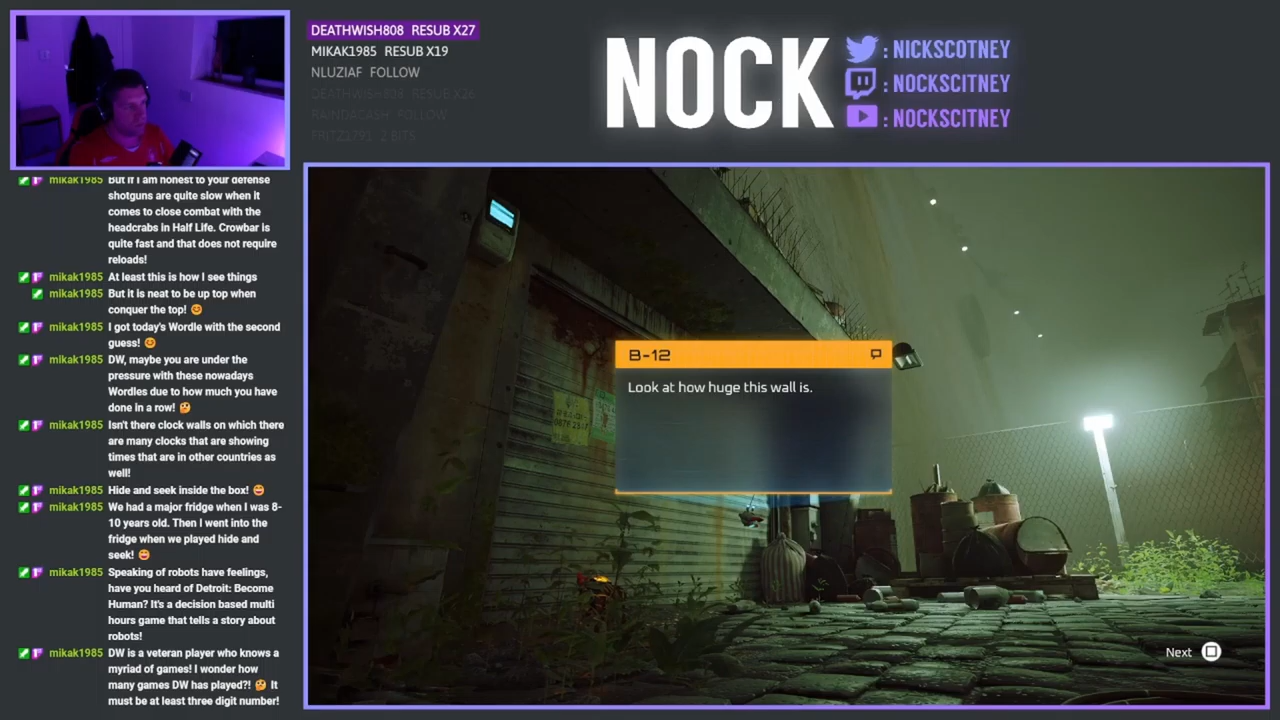 DEATHWISH808 RESUB X27
MIKAK1985 RESUB X19
NLUZIAF FOLLOW
DEATHWISH808 RESUB X26
RAINDACASH FOLLOW
FRITZ1791 2 BITS
NOCK
: NICKSCOTNEY
: NOCKSCITNEY
: NOCKSCITNEY
mikak1985 But if I am honest to your defense
shotguns are quite slow when it
comes to close combat with the
headcrabs in Half Life. Crowbar is
quite fast and that does not require
reloads!
mikak1985 At least this is how I see things
mikak1985 But it is neat to be up top when
conquer the top! 😊
mikak1985 I got today's Wordle with the second
guess! 😊
mikak1985 DW, maybe you are under the
pressure with these nowadays
Wordles due to how much you have
done in a row! 🤔
mikak1985 Isn't there clock walls on which there
are many clocks that are showing
times that are in other countries as
well!
mikak1985 Hide and seek inside the box! 😄
mikak1985 We had a major fridge when I was 8-
10 years old. Then I went into the
fridge when we played hide and
seek! 😄
mikak1985 Speaking of robots have feelings,
have you heard of Detroit: Become
Human? It's a decision based multi
hours game that tells a story about
robots!
mikak1985 DW is a veteran player who knows a
myriad of games! I wonder how
many games DW has played?! 🤔 It
must be at least three digit number!
B-12
Look at how huge this wall is.
Next